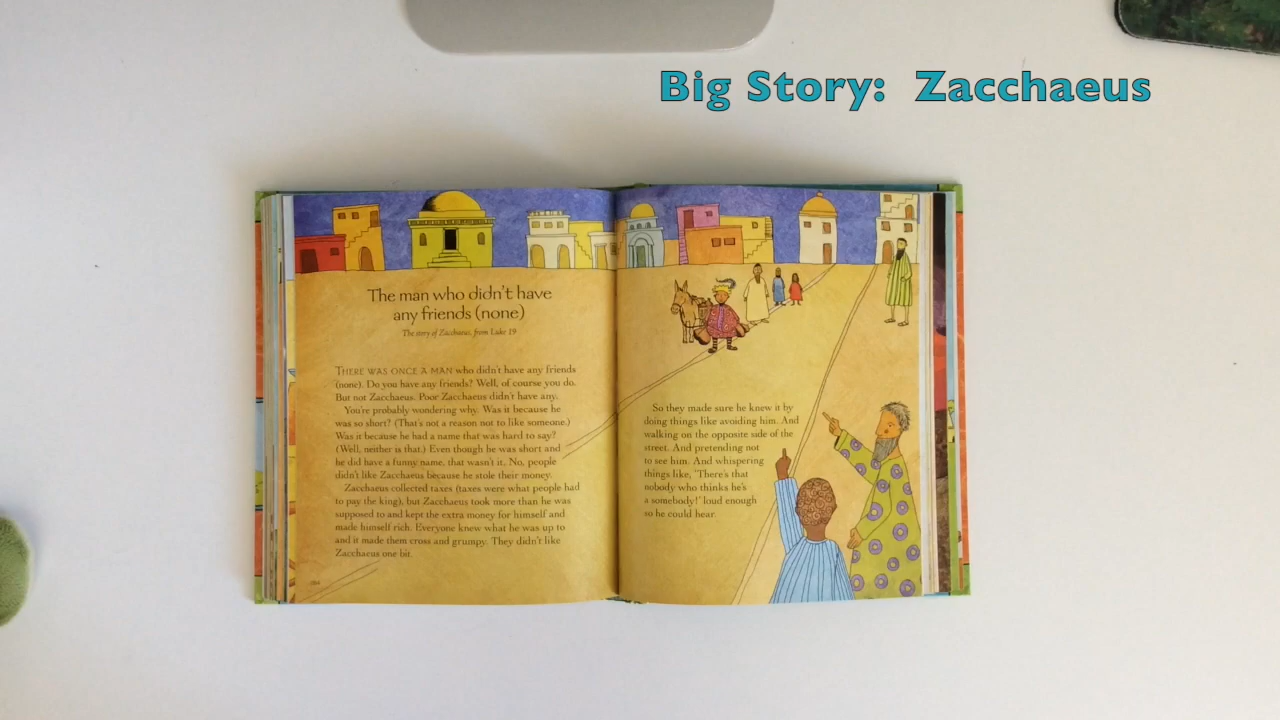 Big Story: Zacchaeus
The man who didn't have
any friends (none)
The story of Zacchaeus, from Luke 19
THERE WAS ONCE A MAN who didn't have any friends
(none). Do you have any friends? Well, of course you do.
But not Zacchaeus. Poor Zacchaeus didn't have any.
You're probably wondering why. Was it because he
was so short? (That's not a reason not to like someone.)
Was it because he had a name that was hard to say?
(Well, neither is that.) Even though he was short and
he did have a funny name, that wasn't it. No, people
didn't like Zacchaeus because he stole their money.
Zacchaeus collected taxes (taxes were what people had
to pay the king), but Zacchaeus took more than he was
supposed to and kept the extra money for himself and
made himself rich. Everyone knew what he was up to
and it made them cross and grumpy. They didn't like
Zacchaeus one bit.
So they made sure he knew it by
doing things like avoiding him. And
walking on the opposite side of the
street. And pretending not
to see him. And whispering
things like, "There's that
nobody who thinks he's
a somebody!" loud enough
so he could hear.